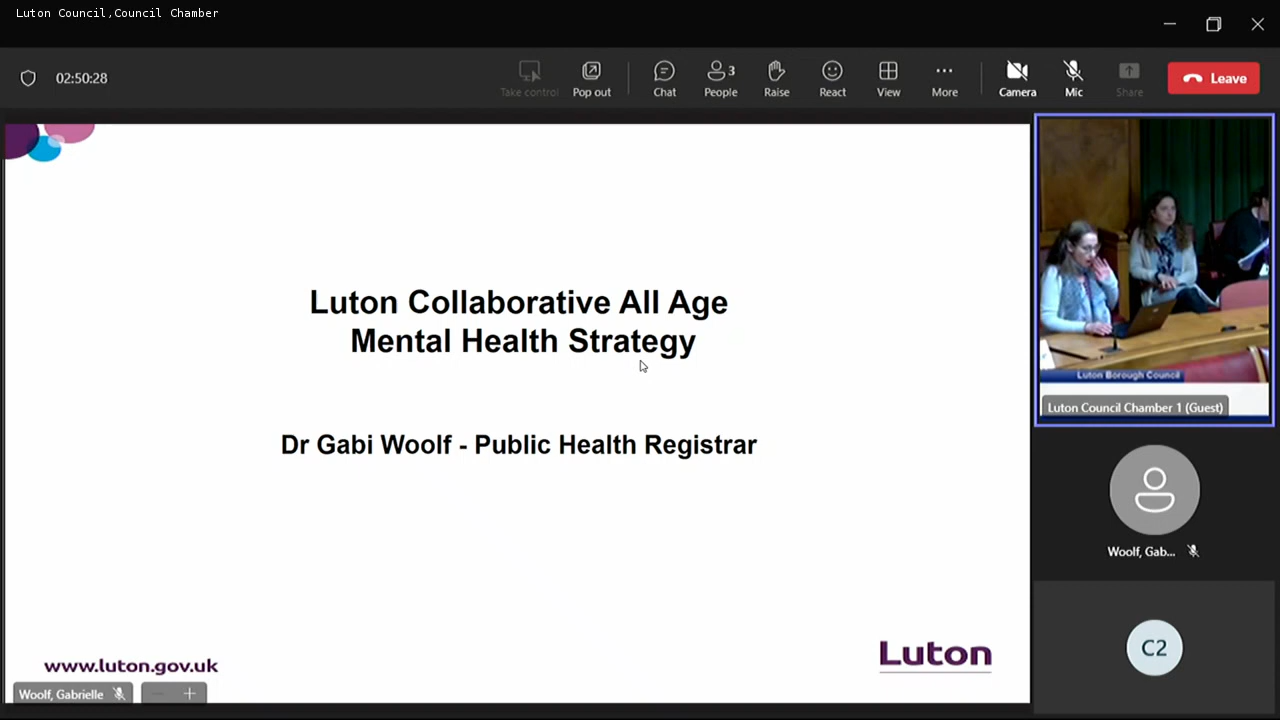 Luton Council,Council Chamber
02:50:28
Take control
Pop out
Chat
3
People
Raise
React
View
More
Camera
Mic
Share
Leave
Luton Collaborative All Age
Mental Health Strategy
Dr Gabi Woolf - Public Health Registrar
www.luton.gov.uk
Luton
Woolf, Gabrielle
Luton Borough Council
Luton Council Chamber 1 (Guest)
Woolf, Gab...
C2